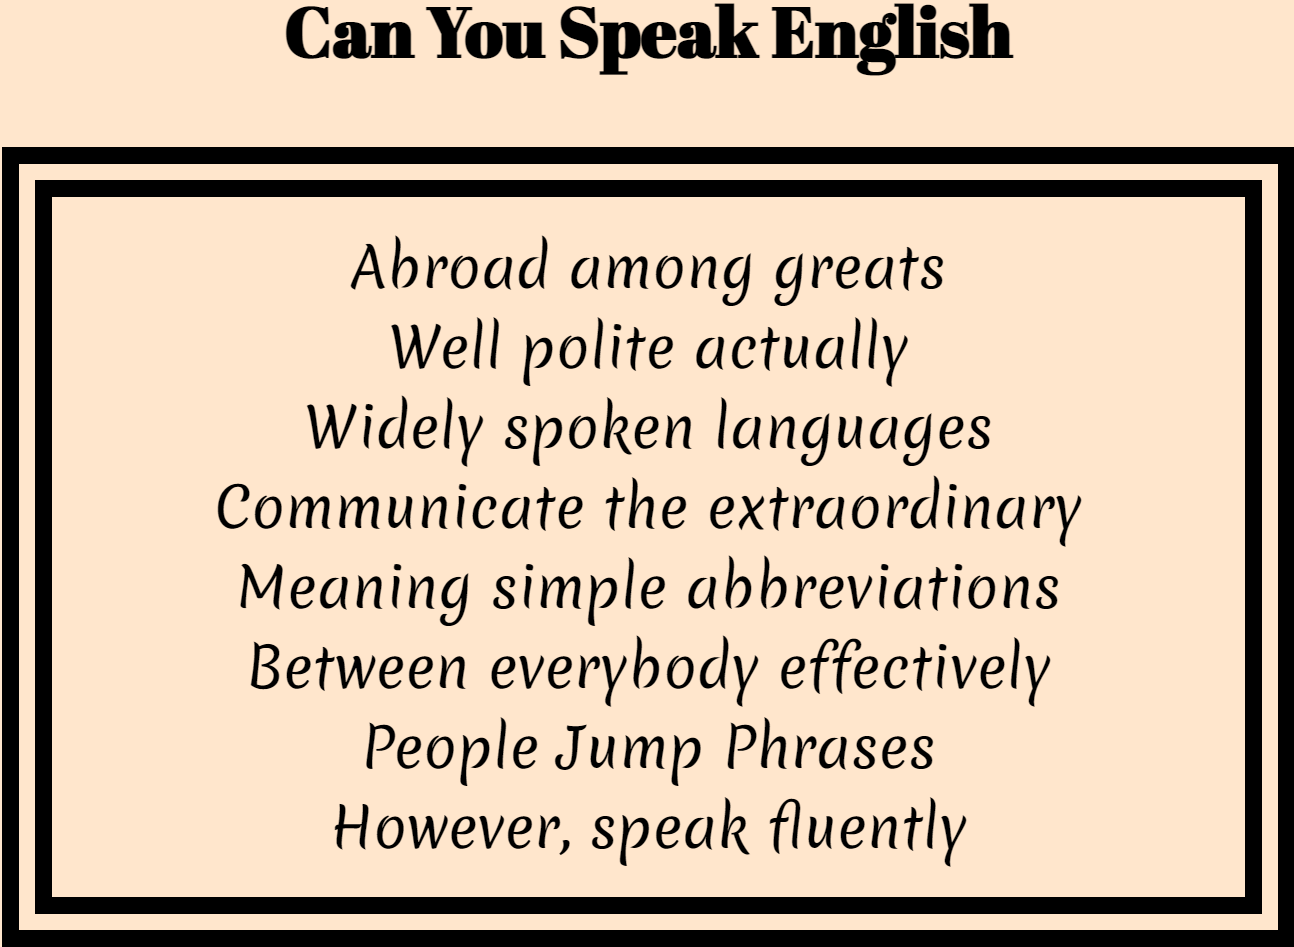 Can You Speak English
Abroad among greats
Well polite actually
Widely spoken languages
Communicate the extraordinary
Meaning simple abbreviations
Between everybody effectively
People Jump Phrases
However, speak fluently